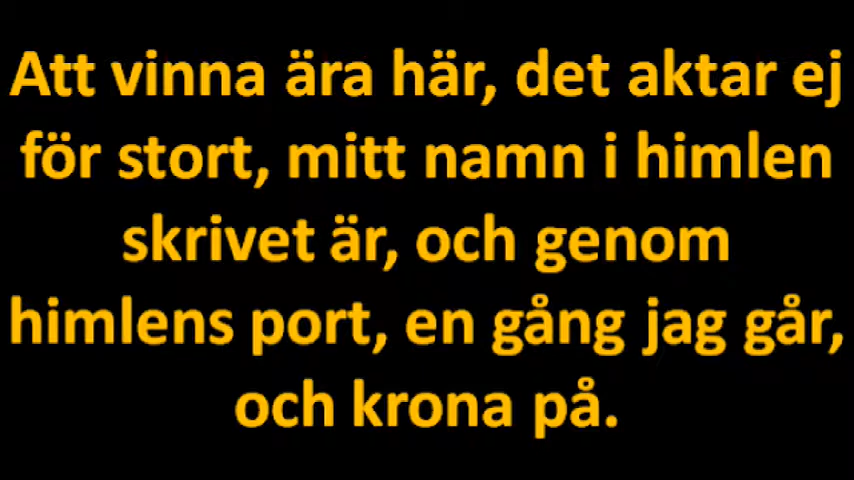 Att vinna ära här, det aktar ej
för stort, mitt namn i himlen
skrivet är, och genom
himlens port, en gång jag går,
och krona på.